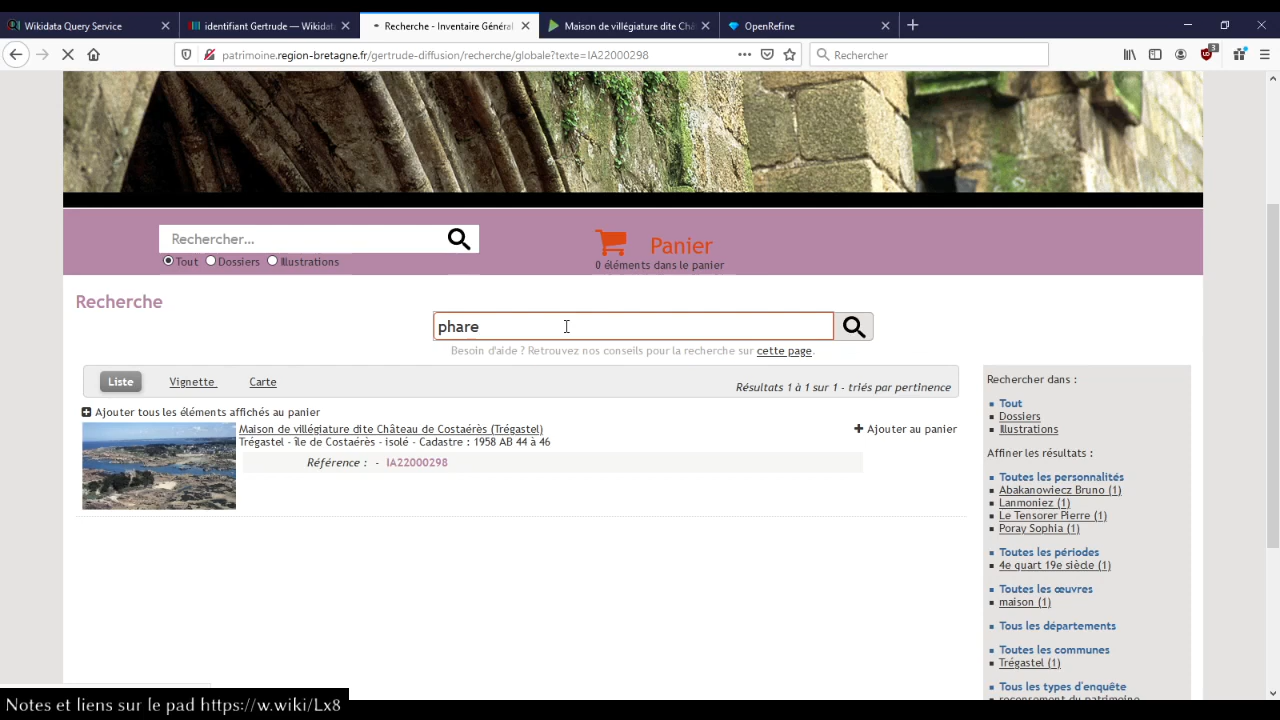 Wikidata Query Service
identifiant Gertrude — Wikidat
Recherche - Inventaire Général
Maison de villégiature dite Châ
OpenRefine
patrimoine.region-bretagne.fr/gertrude-diffusion/recherche/globale?texte=IA22000298
Rechercher
3
Rechercher...
Tout
Dossiers
Illustrations
Panier
0 éléments dans le panier
Recherche
phare
Besoin d'aide ? Retrouvez nos conseils pour la recherche sur cette page.
Liste
Vignette
Carte
Résultats 1 à 1 sur 1 - triés par pertinence
Ajouter tous les éléments affichés au panier
Maison de villégiature dite Château de Costaérès (Trégastel)
Trégastel - île de Costaérès - isolé - Cadastre : 1958 AB 44 à 46
Référence : - IA22000298
Ajouter au panier
Rechercher dans :
Tout
Dossiers
Illustrations
Affiner les résultats :
Toutes les personnalités
Abakanowiecz Bruno (1)
Lanmoniez (1)
Le Tensorer Pierre (1)
Poray Sophia (1)
Toutes les périodes
4e quart 19e siècle (1)
Toutes les œuvres
maison (1)
Tous les départements
Toutes les communes
Trégastel (1)
Tous les types d'enquête
recensement du patrimoine
Notes et liens sur le pad https://w.wiki/Lx8